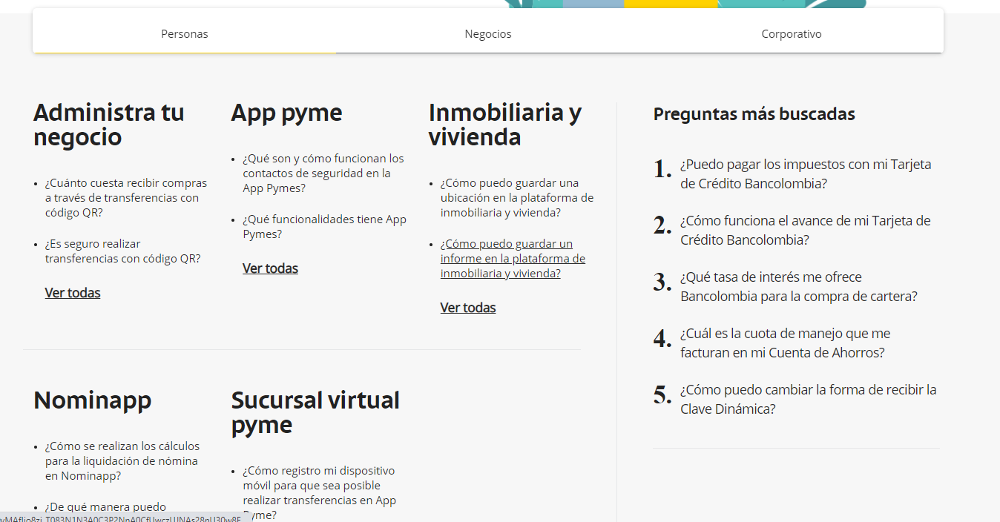 Personas
Negocios
Corporativo
Administra tu
negocio
¿Cuánto cuesta recibir compras
a través de transferencias con
código QR?
¿Es seguro realizar
transferencias con código QR?
Ver todas
App pyme
¿Qué son y cómo funcionan los
contactos de seguridad en la
App Pymes?
¿Qué funcionalidades tiene App
Pymes?
Ver todas
Inmobiliaria y
vivienda
¿Cómo puedo guardar una
ubicación en la plataforma de
inmobiliaria y vivienda?
¿Cómo puedo guardar un
informe en la plataforma de
inmobiliaria y vivienda?
Ver todas
Nominapp
¿Cómo se realizan los cálculos
para la liquidación de nómina
en Nominapp?
¿De qué manera puedo
Sucursal virtual
pyme
¿Cómo registro mi dispositivo
móvil para que sea posible
realizar transferencias en App
Pyme?
Preguntas más buscadas
1. ¿Puedo pagar los impuestos con mi Tarjeta
de Crédito Bancolombia?
2. ¿Cómo funciona el avance de mi Tarjeta de
Crédito Bancolombia?
3. ¿Qué tasa de interés me ofrece
Bancolombia para la compra de cartera?
4. ¿Cuál es la cuota de manejo que me
facturan en mi Cuenta de Ahorros?
5. ¿Cómo puedo cambiar la forma de recibir la
Clave Dinámica?